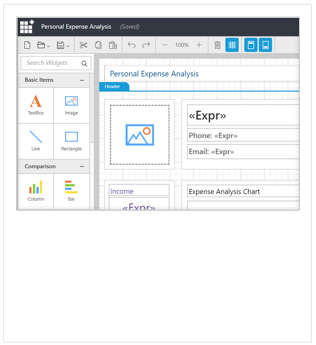 Personal Expense Analysis (Saved)
100%
Search Widgets
Basic Items
TextBox Image
Line Rectangle
Comparison
Column Bar
Personal Expense Analysis
Header
«Expr»
Phone: «Expr»
Email: «Expr»
Income
«Expr»
Expense Analysis Chart